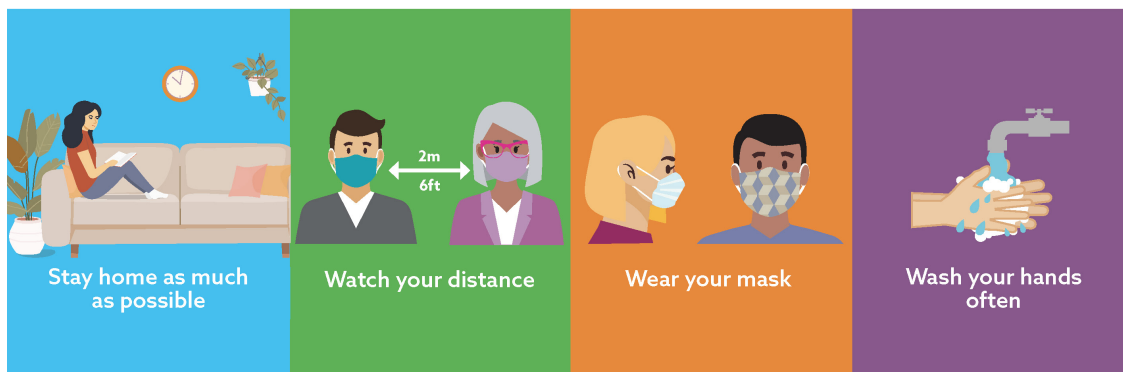 Stay home as much
as possible
2m
6ft
Watch your distance
Wear your mask
Wash your hands
often